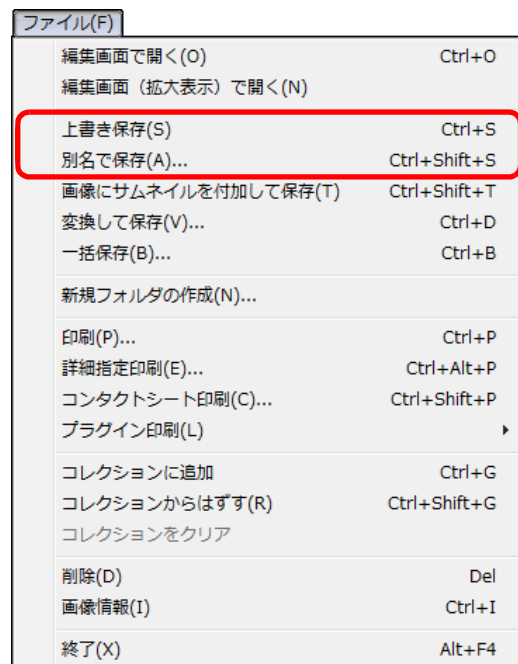 ファイル(F)
編集画面で開く(O) Ctrl+O
編集画面（拡大表示）で開く(N)
上書き保存(S) Ctrl+S
別名で保存(A)... Ctrl+Shift+S
画像にサムネイルを付加して保存(T) Ctrl+Shift+T
変換して保存(V)... Ctrl+D
一括保存(B)... Ctrl+B
新規フォルダの作成(N)...
印刷(P)... Ctrl+P
詳細指定印刷(E)... Ctrl+Alt+P
コンタクトシート印刷(C)... Ctrl+Shift+P
プラグイン印刷(L)
コレクションに追加 Ctrl+G
コレクションからはずす(R) Ctrl+Shift+G
コレクションをクリア
削除(D) Del
画像情報(I) Ctrl+I
終了(X) Alt+F4